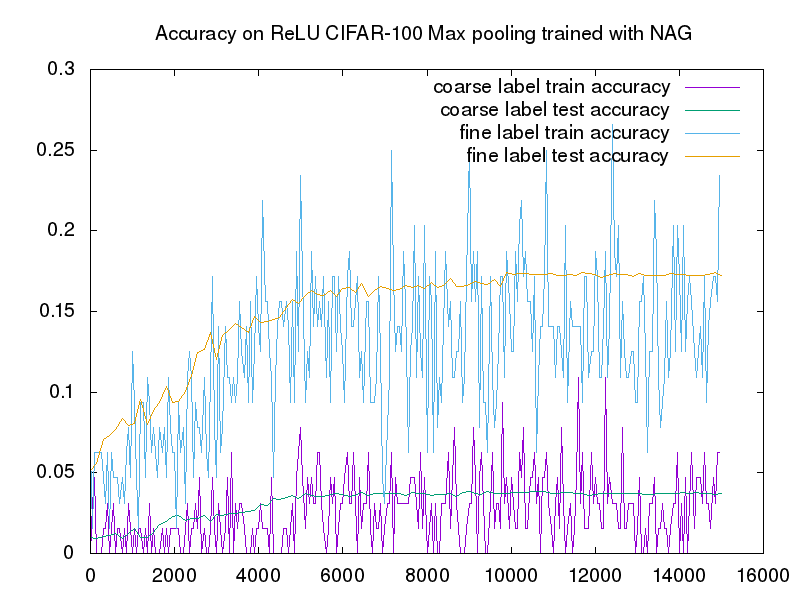 Accuracy on ReLU CIFAR-100 Max pooling trained with NAG
0.3
coarse label train accuracy
coarse label test accuracy
fine label train accuracy
fine label test accuracy
0.25
0.2
0.15
0.1
0.05
0
0 2000 4000 6000 8000 10000 12000 14000 16000